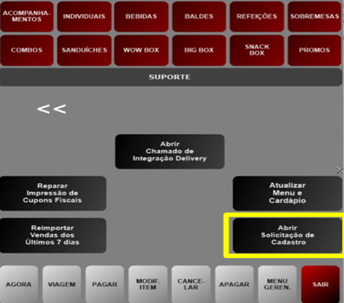 ACOMPANHA-
MENTOS
INDIVIDUAIS
BEBIDAS
BALDES
REFEIÇÕES
SOBREMESAS
COMBOS
SANDUÍCHES
WOW BOX
BIG BOX
SNACK
BOX
PROMOS
SUPORTE
<<
Abrir
Chamado de
Integração Delivery
Reparar
Impressão de
Cupons Fiscais
Atualizar
Menu e
Cardápio
Reimportar
Vendas dos
Últimos 7 dias
Abrir
Solicitação de
Cadastro
AGORA
VIAGEM
PAGAR
MODIF.
ITEM
CANCE-
LAR
APAGAR
MENU
GEREN.
SAIR